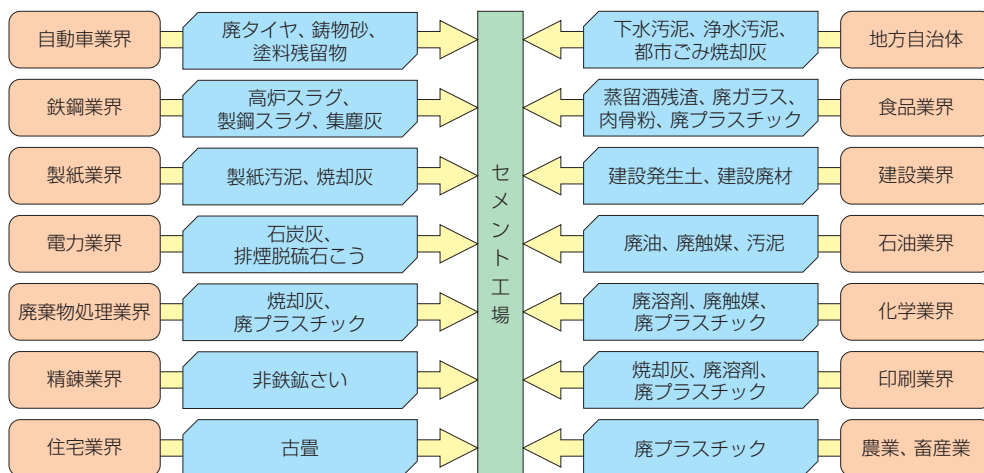 自動車業界
廃タイヤ、鋳物砂、
塗料残留物
下水汚泥、浄水汚泥、
都市ごみ焼却灰
地方自治体
鉄鋼業界
高炉スラグ、
製鋼スラグ、集塵灰
蒸留酒残渣、廃ガラス、
肉骨粉、廃プラスチック
食品業界
製紙業界
製紙汚泥、焼却灰
セメント工場
建設発生土、建設廃材
建設業界
電力業界
石炭灰、
排煙脱硫石こう
廃油、廃触媒、汚泥
石油業界
廃棄物処理業界
焼却灰、
廃プラスチック
廃溶剤、廃触媒、
廃プラスチック
化学業界
精錬業界
非鉄鉱さい
焼却灰、廃溶剤、
廃プラスチック
印刷業界
住宅業界
古畳
廃プラスチック
農業、畜産業